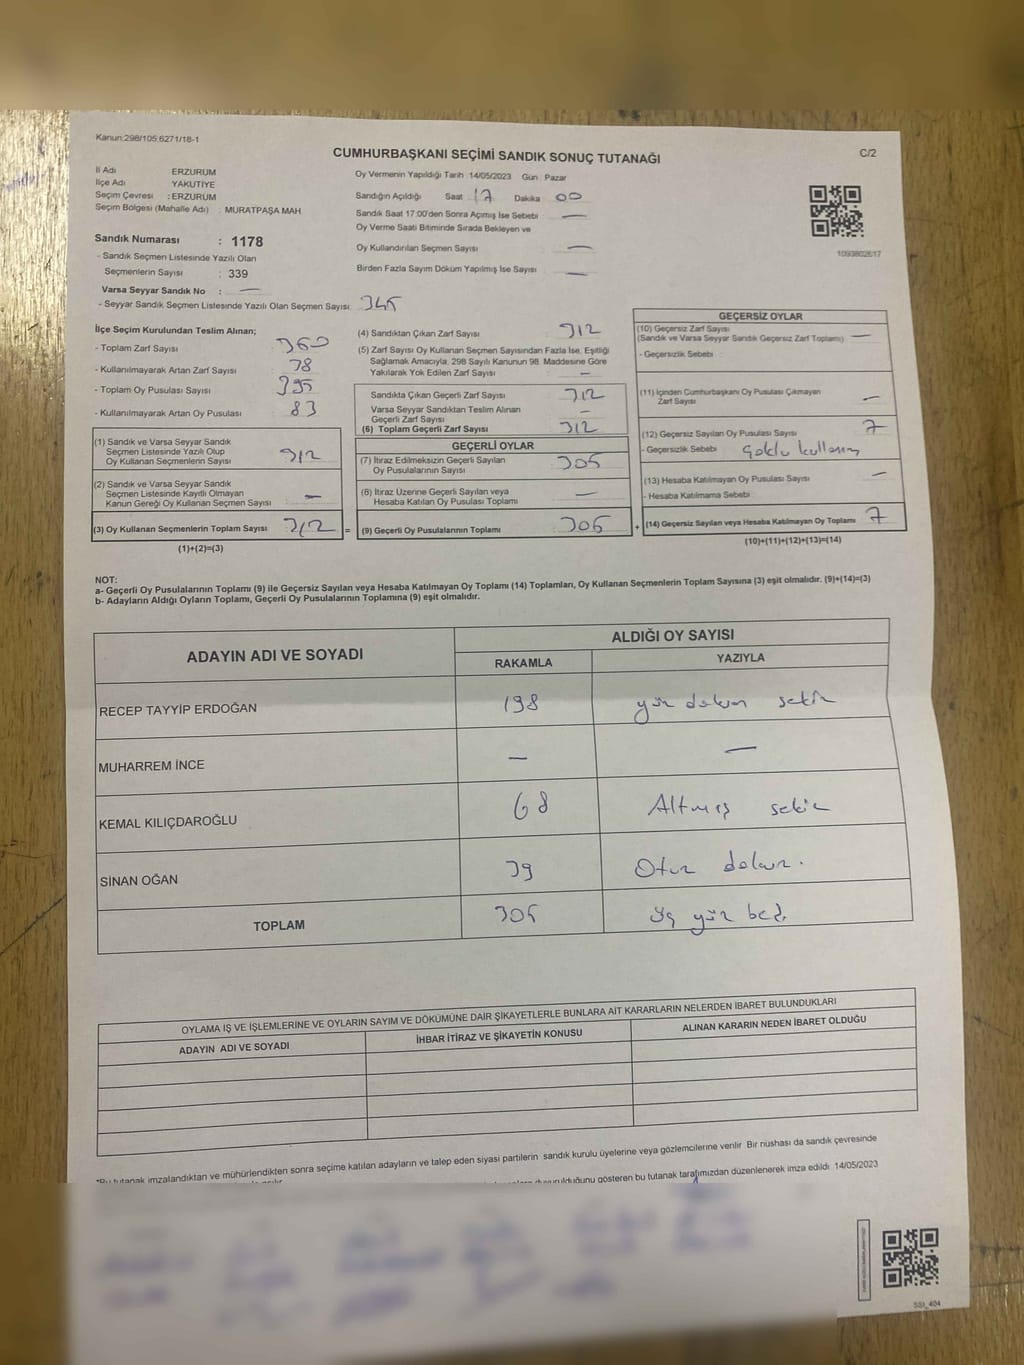 Kanun:298/105:6271/18-1
CUMHURBAŞKANI SEÇİMİ SANDIK SONUÇ TUTANAĞI
C/2
İl Adı ERZURUM
İlçe Adı YAKUTİYE
Seçim Çevresi : ERZURUM
Seçim Bölgesi (Mahalle Adı) : MURATPAŞA MAH
Oy Vermenin Yapıldığı Tarih 14/05/2023 Gün : Pazar
Sandığın Açıldığı Saat 17 Dakika 00
Sandık Saat 17:00'den Sonra Açımış İse Sebebi —
Oy Verme Saati Bitiminde Sırada Bekleyen ve
Oy Kullandırılan Seçmen Sayısı —
Birden Fazla Sayım Döküm Yapılmış İse Sayısı —
1093802617
Sandık Numarası : 1178
- Sandık Seçmen Listesinde Yazılı Olan
Seçmenlerin Sayısı : 339
Varsa Seyyar Sandık No : —
- Seyyar Sandık Seçmen Listesinde Yazılı Olan Seçmen Sayısı 345
İlçe Seçim Kurulundan Teslim Alınan;
- Toplam Zarf Sayısı 360
- Kullanılmayarak Artan Zarf Sayısı 38
- Toplam Oy Pusulası Sayısı 395
- Kullanılmayarak Artan Oy Pusulası 83
(1) Sandık ve Varsa Seyyar Sandık
Seçmen Listesinde Yazılı Olup
Oy Kullanan Seçmenlerin Sayısı 312
(2) Sandık ve Varsa Seyyar Sandık
Seçmen Listesinde Kayıtlı Olmayan
Kanun Gereği Oy Kullanan Seçmen Sayısı —
(3) Oy Kullanan Seçmenlerin Toplam Sayısı 312 =
(1)+(2)=(3)
(4) Sandıktan Çıkan Zarf Sayısı 312
(5) Zarf Sayısı Oy Kullanan Seçmen Sayısından Fazla İse, Eşitliği
Sağlamak Amacıyla, 298 Sayılı Kanunun 98. Maddesine Göre
Yakılarak Yok Edilen Zarf Sayısı —
Sandıkta Çıkan Geçerli Zarf Sayısı 312
Varsa Seyyar Sandıktan Teslim Alınan
Geçerli Zarf Sayısı —
(6) Toplam Geçerli Zarf Sayısı 312
GEÇERLİ OYLAR
(7) İtiraz Edilmeksizin Geçerli Sayılan
Oy Pusulalarının Sayısı 305
(8) İtiraz Üzerine Geçerli Sayılan veya
Hesaba Katılan Oy Pusulası Toplamı —
(9) Geçerli Oy Pusulalarının Toplamı 305 +
GEÇERSİZ OYLAR
(10) Geçersiz Zarf Sayısı
(Sandık ve Varsa Seyyar Sandık Geçersiz Zarf Toplamı) —
- Geçersizlik Sebebi :
(11) İçinden Cumhurbaşkanı Oy Pusulası Çıkmayan
Zarf Sayısı —
(12) Geçersiz Sayılan Oy Pusulası Sayısı 7
- Geçersizlik Sebebi
(13) Hesaba Katılmayan Oy Pusulası Sayısı —
- Hesaba Katılmama Sebebi
(14) Geçersiz Sayılan veya Hesaba Katılmayan Oy Toplamı 7
(10)+(11)+(12)+(13)=(14)
NOT:
a- Geçerli Oy Pusulalarının Toplamı (9) ile Geçersiz Sayılan veya Hesaba Katılmayan Oy Toplamı (14) Toplamları, Oy Kullanan Seçmenlerin Toplam Sayısına (3) eşit olmalıdır. (9)+(14)=(3)
b- Adayların Aldığı Oyların Toplamı, Geçerli Oy Pusulalarının Toplamına (9) eşit olmalıdır.
ADAYIN ADI VE SOYADI
ALDIĞI OY SAYISI
RAKAMLA YAZIYLA
RECEP TAYYİP ERDOĞAN 198 yüz doksan sekiz
MUHARREM İNCE — —
KEMAL KILIÇDAROĞLU 68 Altmış sekiz
SİNAN OĞAN 39 Otuz dokuz.
TOPLAM 305 üç yüz beş
OYLAMA İŞ VE İŞLEMLERİNE VE OYLARIN SAYIM VE DÖKÜMÜNE DAİR ŞİKAYETLERLE BUNLARA AİT KARARLARIN NELERDEN İBARET BULUNDUKLARI
ADAYIN ADI VE SOYADI İHBAR İTİRAZ VE ŞİKAYETİN KONUSU ALINAN KARARIN NEDEN İBARET OLDUĞU
*Bu tutanak imzalandıktan ve mühürlendikten sonra seçime katılan adayların ve talep eden siyasi partilerin sandık kurulu üyelerine veya gözlemcilerine verilir Bir nüshası da sandık çevresinde
duyurulduğunu gösteren bu tutanak tarafımızdan düzenlenerek imza edildi 14/05/2023
SSI_404